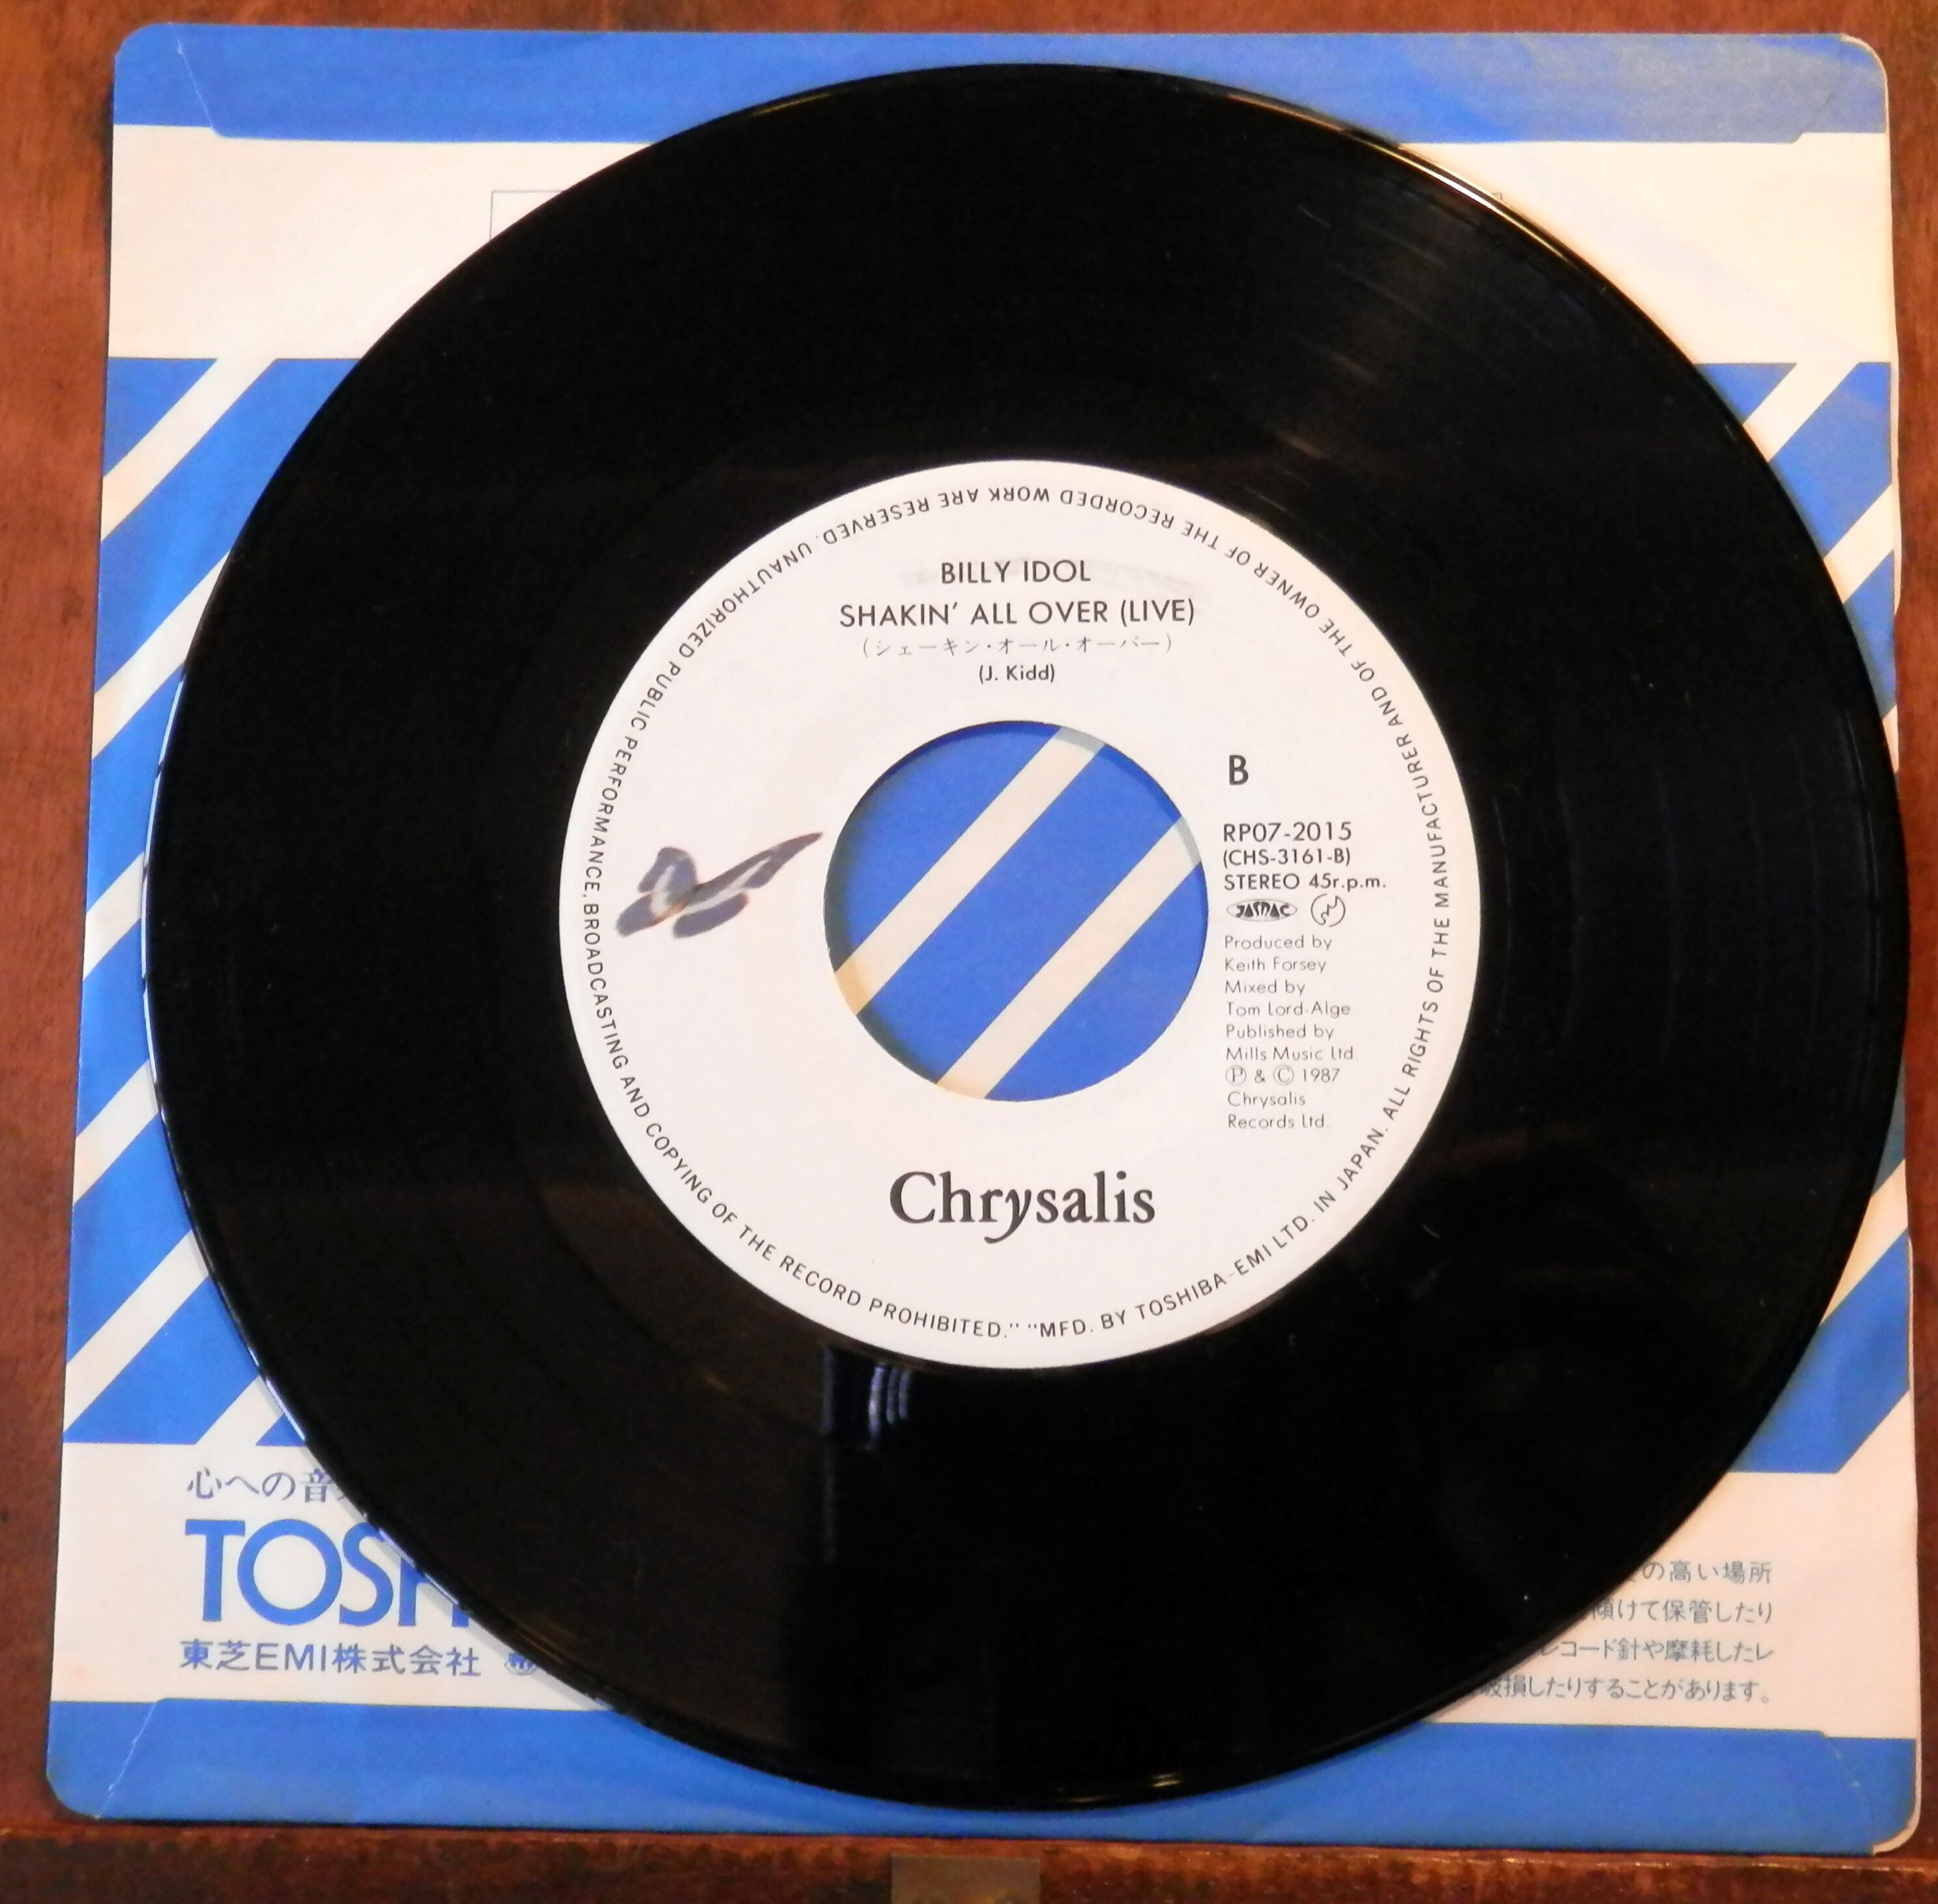 BILLY IDOL
SHAKIN' ALL OVER (LIVE)
(シェーキン・オール・オーバー)
(J. Kidd)
B
RP07-2015
(CHS-3161-B)
STEREO 45r.p.m.
JASRAC
Produced by
Keith Forsey
Mixed by
Tom Lord-Alge
Published by
Mills Music Ltd.
Ⓟ & Ⓒ 1987
Chrysalis
Records Ltd.
Chrysalis
"MFD. BY TOSHIBA-EMI LTD. IN JAPAN. ALL RIGHTS OF THE MANUFACTURER AND OF THE OWNER OF THE RECORDED WORK ARE RESERVED. UNAUTHORIZED PUBLIC PERFORMANCE, BROADCASTING AND COPYING OF THE RECORD PROHIBITED."
心への音
TOSH
東芝EMI株式会社
の高い場所
傾けて保管したり
レコード針や摩耗したレ
破損したりすることがあります。